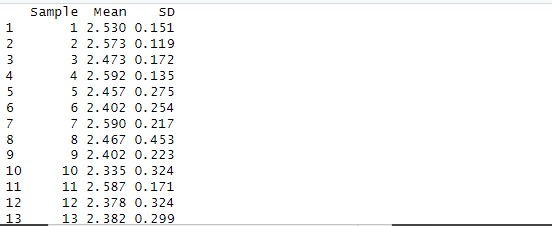 Sample Mean SD
1 1 2.530 0.151
2 2 2.573 0.119
3 3 2.473 0.172
4 4 2.592 0.135
5 5 2.457 0.275
6 6 2.402 0.254
7 7 2.590 0.217
8 8 2.467 0.453
9 9 2.402 0.223
10 10 2.335 0.324
11 11 2.587 0.171
12 12 2.378 0.324
13 13 2.382 0.299